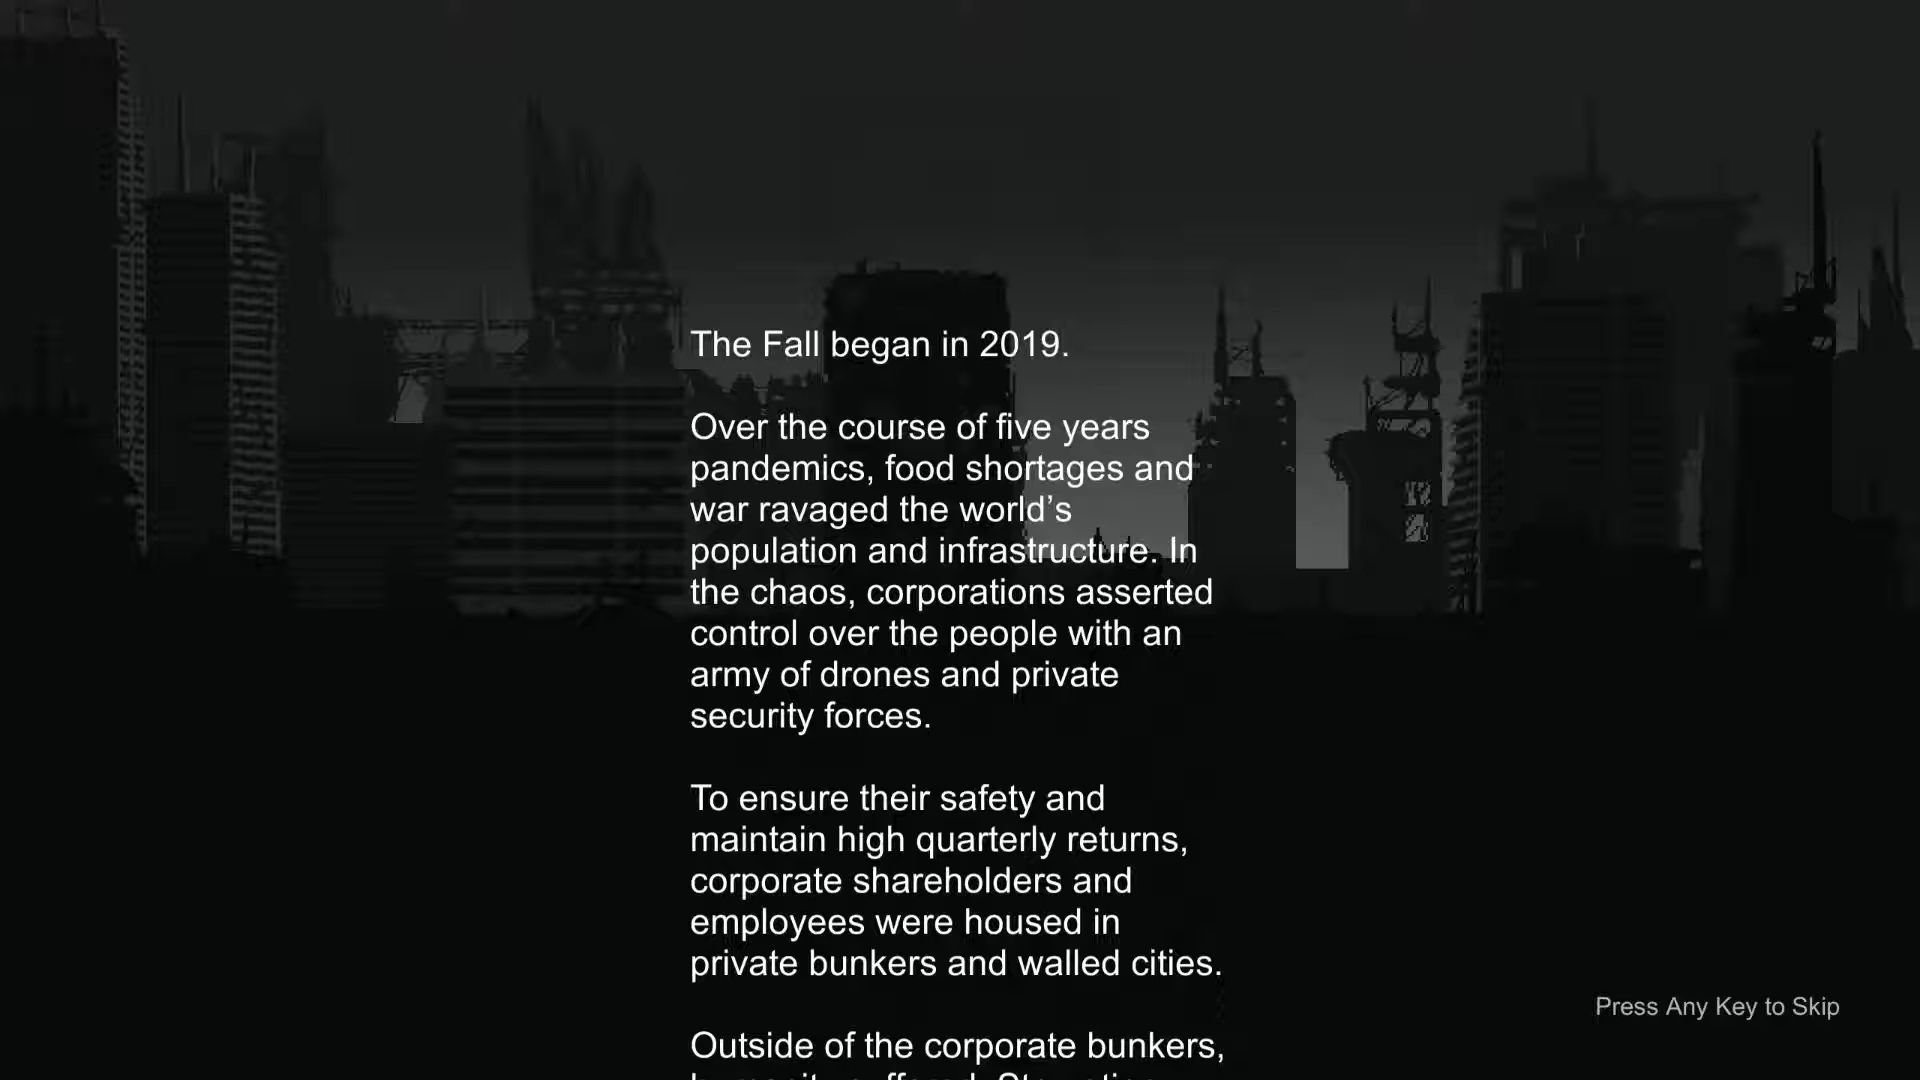 The Fall began in 2019.
Over the course of five years
pandemics, food shortages and
war ravaged the world’s
population and infrastructure. In
the chaos, corporations asserted
control over the people with an
army of drones and private
security forces.
To ensure their safety and
maintain high quarterly returns,
corporate shareholders and
employees were housed in
private bunkers and walled cities.
Press Any Key to Skip
Outside of the corporate bunkers,